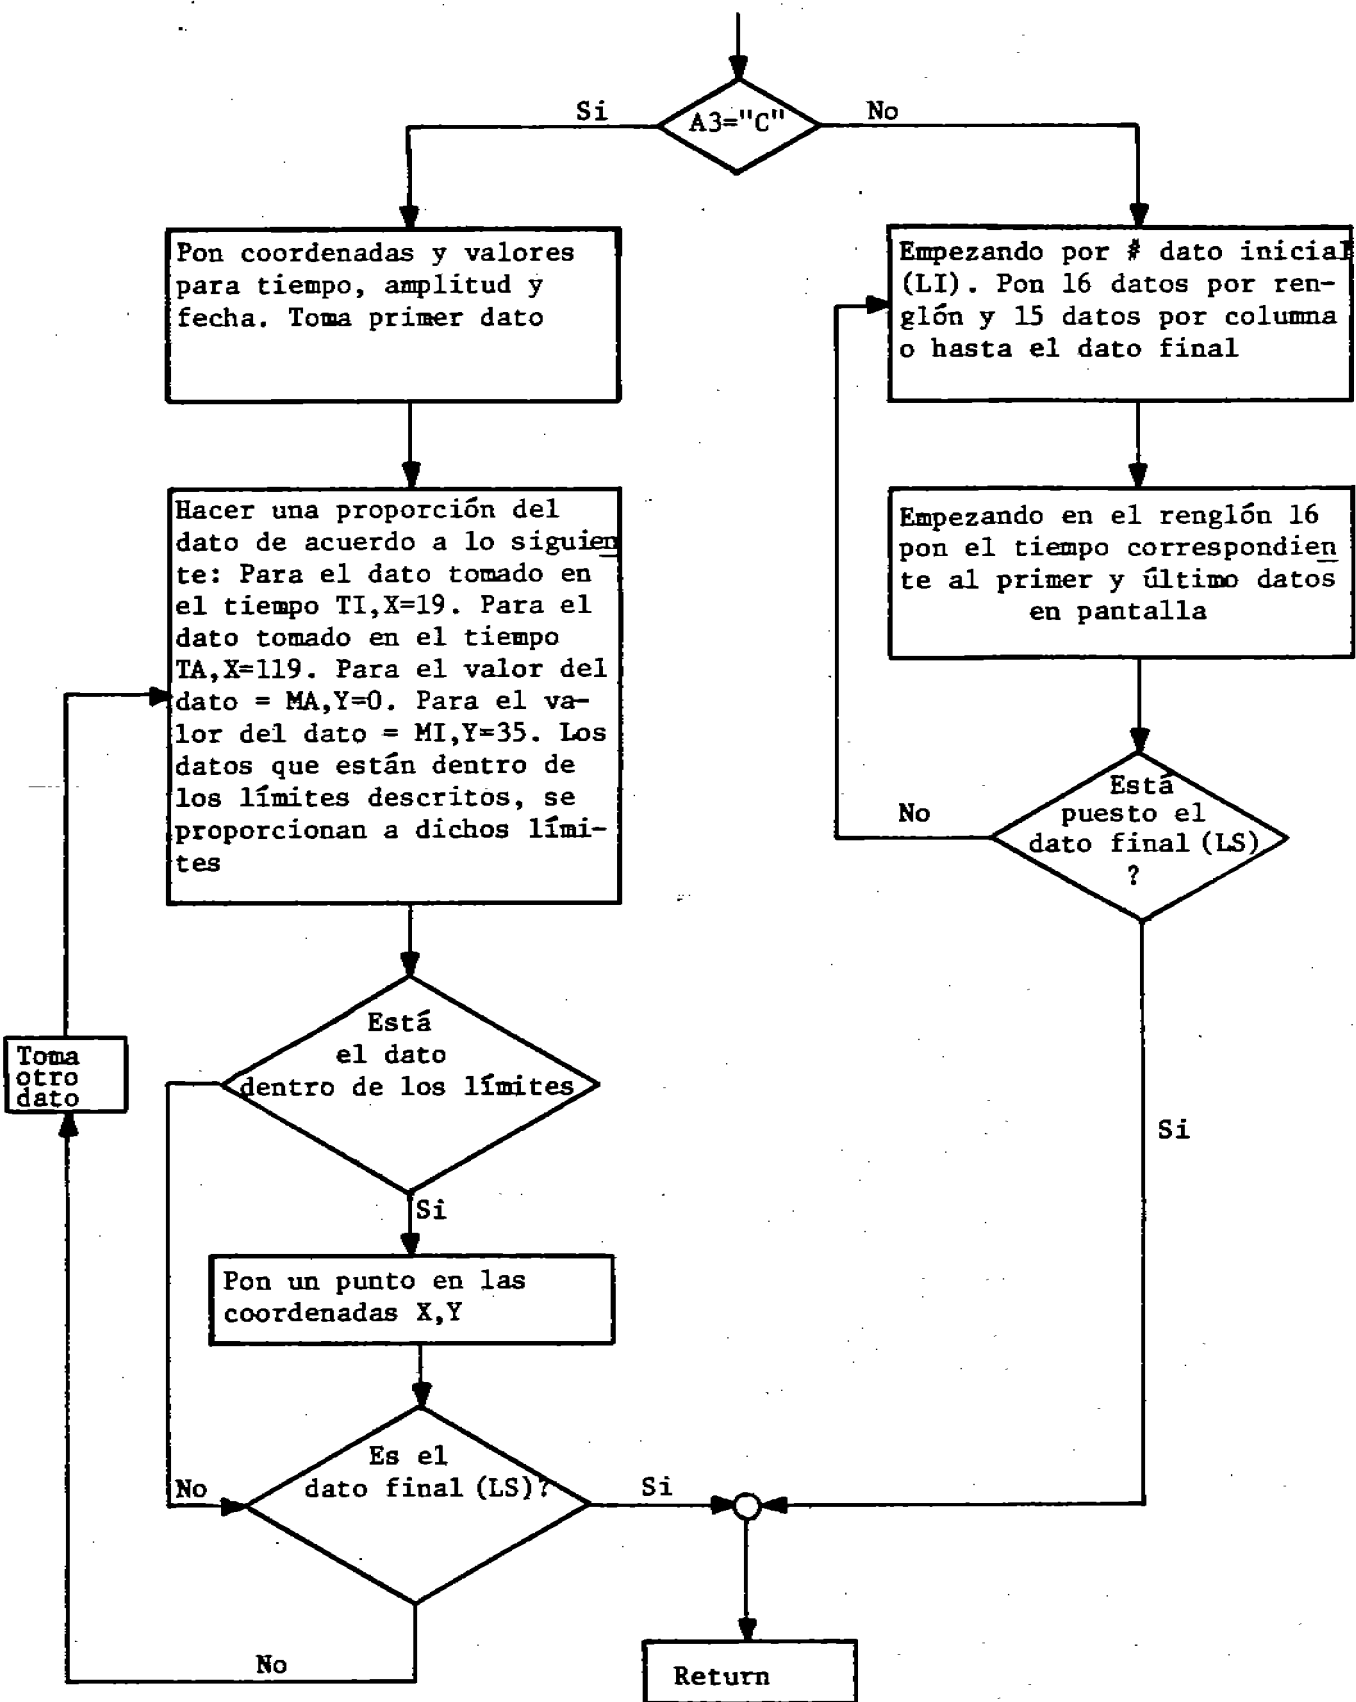 A3="C"
Si
No
Pon coordenadas y valores
para tiempo, amplitud y
fecha. Toma primer dato
Empezando por # dato inicial
(LI). Pon 16 datos por ren-
glón y 15 datos por columna
o hasta el dato final
Hacer una proporción del
dato de acuerdo a lo siguien
te: Para el dato tomado en
el tiempo TI,X=19. Para el
dato tomado en el tiempo
TA,X=119. Para el valor del
dato = MA,Y=0. Para el va-
lor del dato = MI,Y=35. Los
datos que están dentro de
los límites descritos, se
proporcionan a dichos lími-
tes
Empezando en el renglón 16
pon el tiempo correspondien
te al primer y último datos
en pantalla
Está
puesto el
dato final (LS)
?
No
Si
Está
el dato
dentro de los límites
Toma
otro
dato
Si
Pon un punto en las
coordenadas X,Y
Es el
dato final (LS)?
No
Si
No
Return